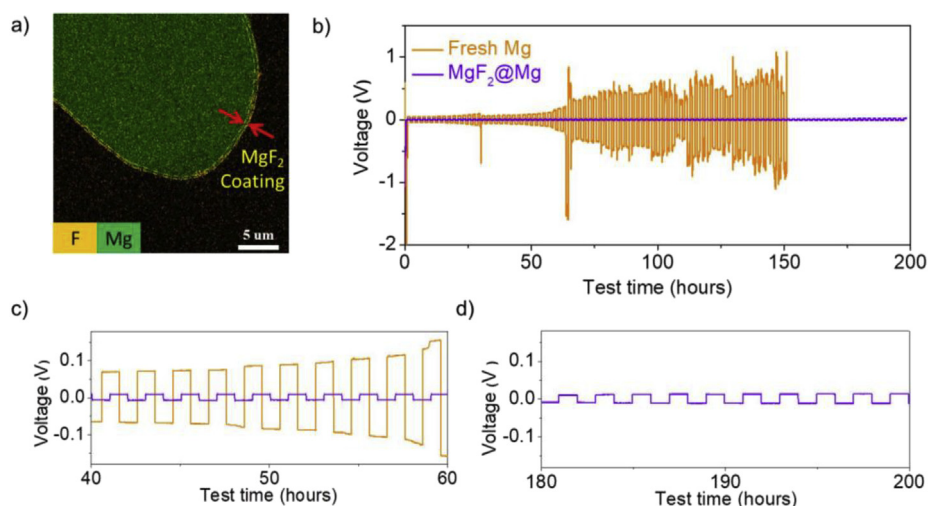 a)
MgF2
Coating
F Mg
5 um
b)
Fresh Mg
MgF2@Mg
Voltage (V)
1
0
-1
-2
0 50 100 150 200
Test time (hours)
c)
Voltage (V)
0.1
0.0
-0.1
40 50 60
Test time (hours)
d)
Voltage (V)
0.1
0.0
-0.1
180 190 200
Test time (hours)